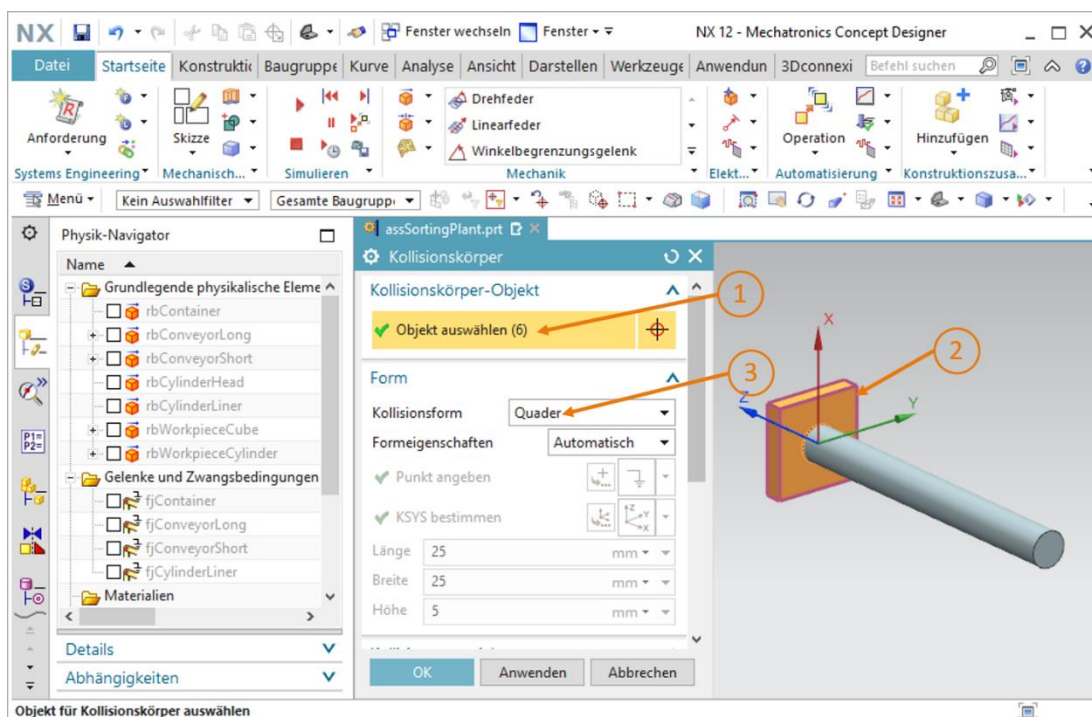 NX Fenster wechseln Fenster NX 12 - Mechatronics Concept Designer
Datei Startseite Konstruktic Baugruppe Kurve Analyse Ansicht Darstellen Werkzeuge Anwendun 3Dconnexi Befehl suchen
Drehfeder
Linearfeder
Winkelbegrenzungsgelenk
Anforderung Skizze Operation Hinzufügen
Systems Engineering Mechanisch... Simulieren Mechanik Elekt... Automatisierung Konstruktionszusa...
Menü Kein Auswahlfilter Gesamte Baugrupp
Physik-Navigator
Name
Grundlegende physikalische Eleme
rbContainer
rbConveyorLong
rbConveyorShort
rbCylinderHead
rbCylinderLiner
rbWorkpieceCube
rbWorkpieceCylinder
Gelenke und Zwangsbedingungen
fjContainer
fjConveyorLong
fjConveyorShort
fjCylinderLiner
Materialien
Details
Abhängigkeiten
P1=
P2=
assSortingPlant.prt
Kollisionskörper
Kollisionskörper-Objekt
Objekt auswählen (6)
Form
Kollisionsform Quader
Formeigenschaften Automatisch
Punkt angeben
KSYS bestimmen
Länge 25 mm
Breite 25 mm
Höhe 5 mm
OK Anwenden Abbrechen
1
2
3
X
Y
Z
Objekt für Kollisionskörper auswählen